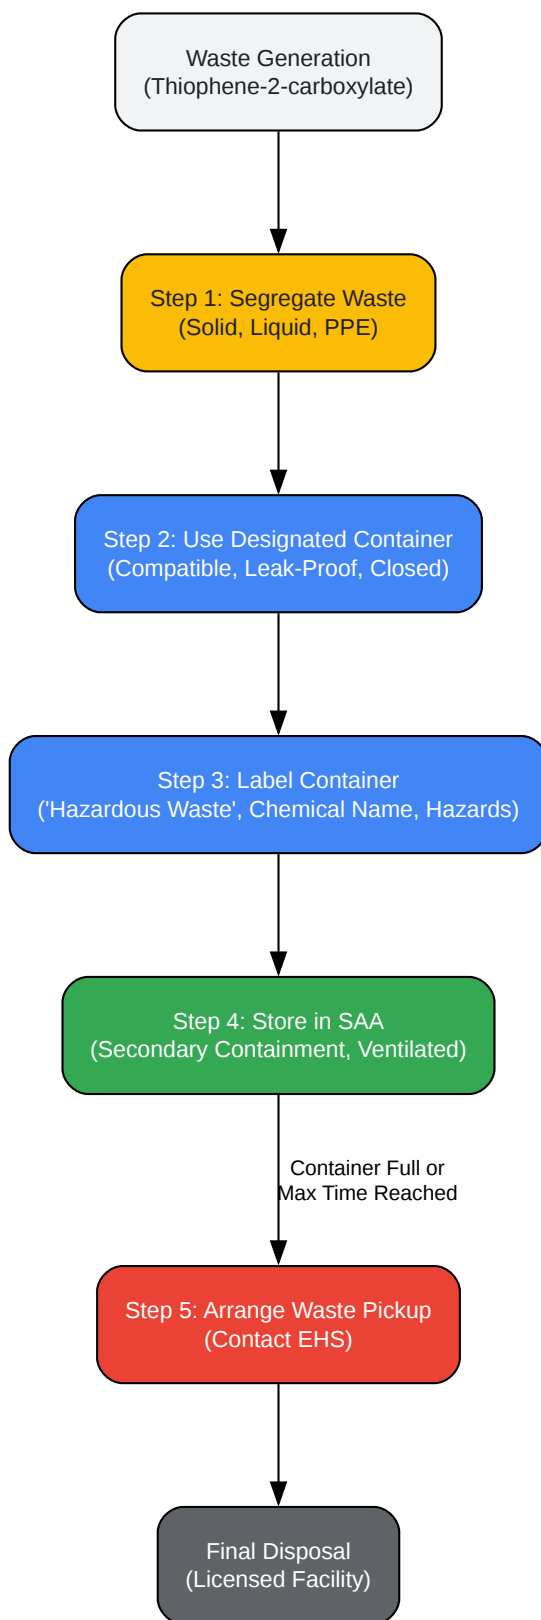 Waste Generation
(Thiophene-2-carboxylate)
Step 1: Segregate Waste
(Solid, Liquid, PPE)
Step 2: Use Designated Container
(Compatible, Leak-Proof, Closed)
Step 3: Label Container
('Hazardous Waste', Chemical Name, Hazards)
Step 4: Store in SAA
(Secondary Containment, Ventilated)
Container Full or
Max Time Reached
Step 5: Arrange Waste Pickup
(Contact EHS)
Final Disposal
(Licensed Facility)